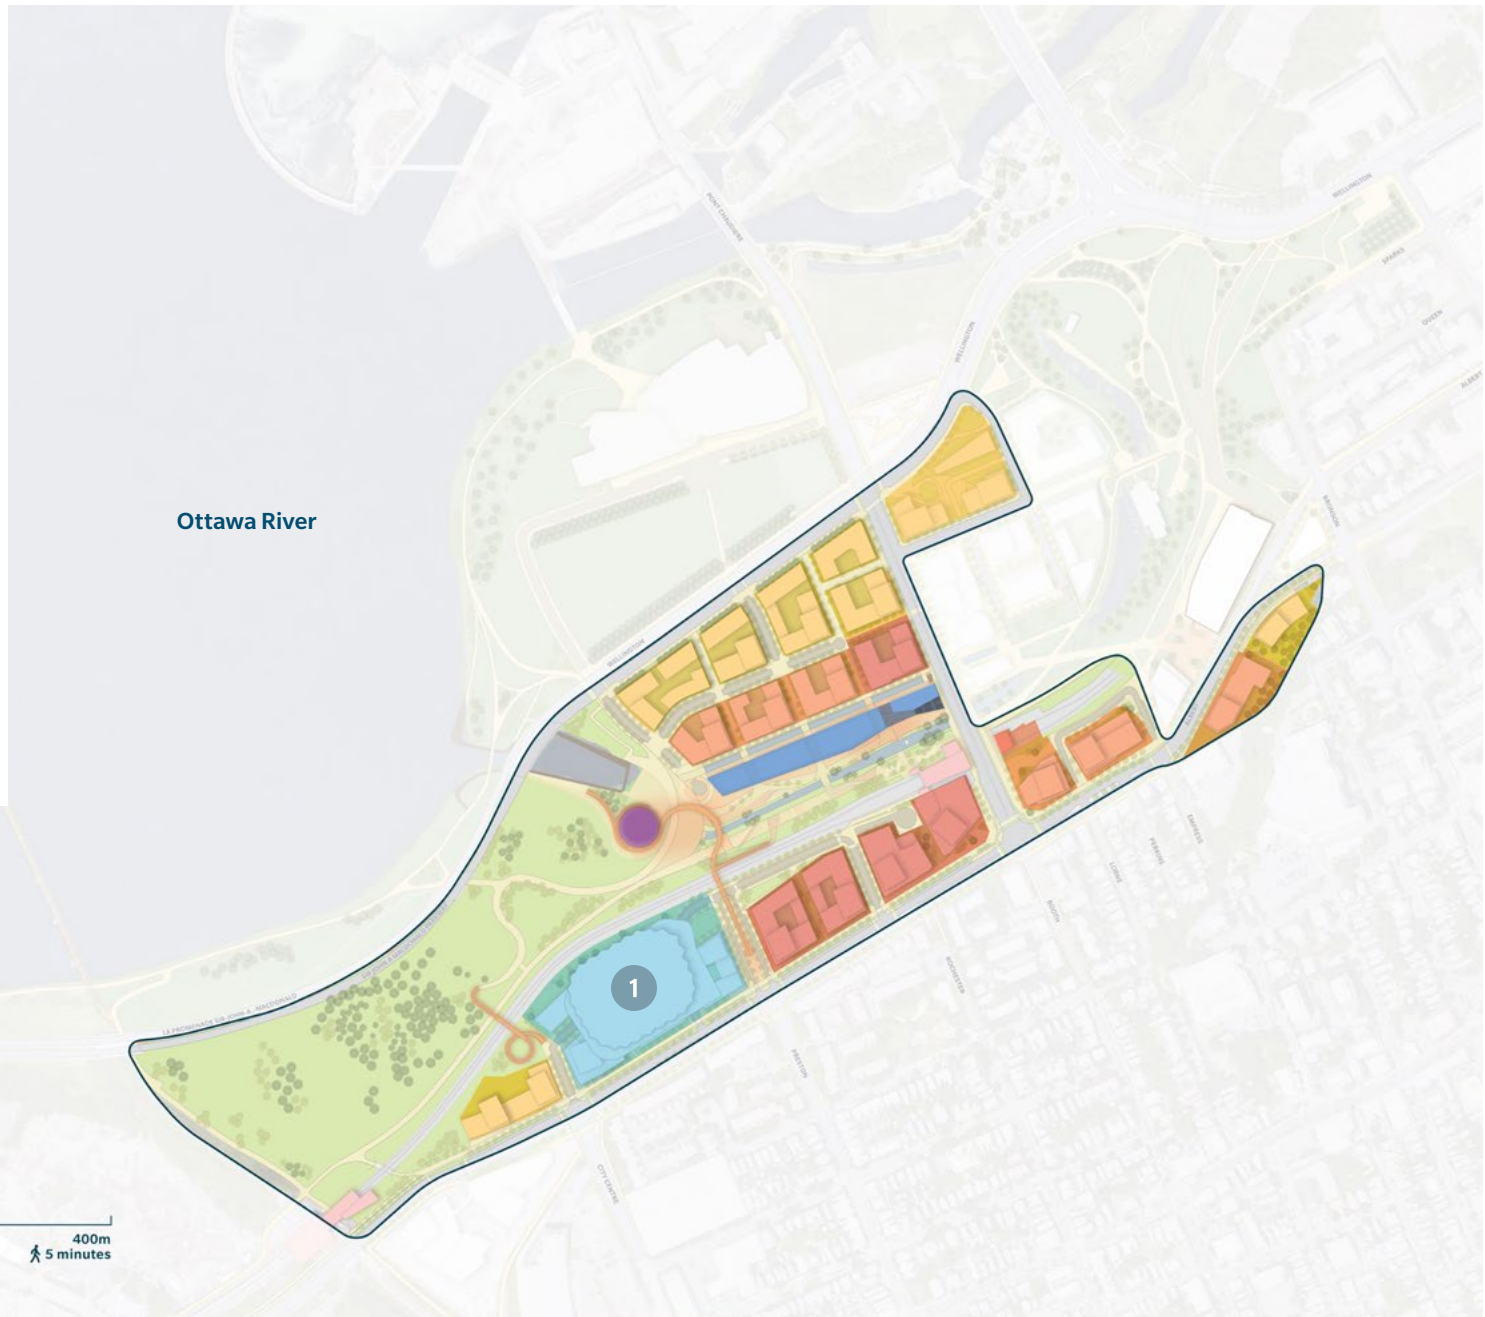 PONT CHAUDIÈRE
WELLINGTON
SPARKS
QUEEN
ALBERT
WELLINGTON
Ottawa River
BRONSON
WELLINGTON
EMPRESS
PERKINS
LORNE
BOOTH
ROCHESTER
1
LA PROMENADE SIR-JOHN-A.-MACDONALD
PRESTON
CITY CENTRE
400m
5 minutes